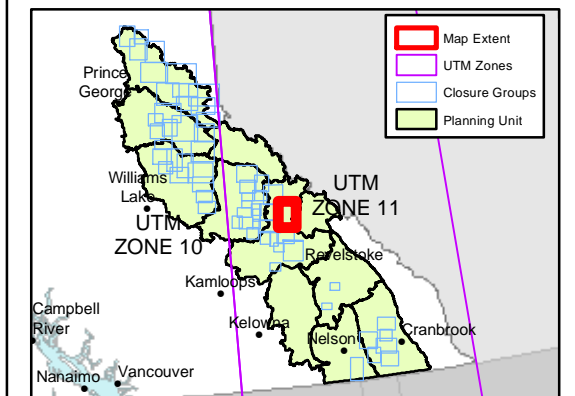 Map Extent
UTM Zones
Closure Groups
Planning Unit
Prince
George
Williams
Lake
UTM
ZONE 10
UTM
ZONE 11
Revelstoke
Kamloops
Campbell
River
Kelowna
Nelson
Cranbrook
Nanaimo
Vancouver